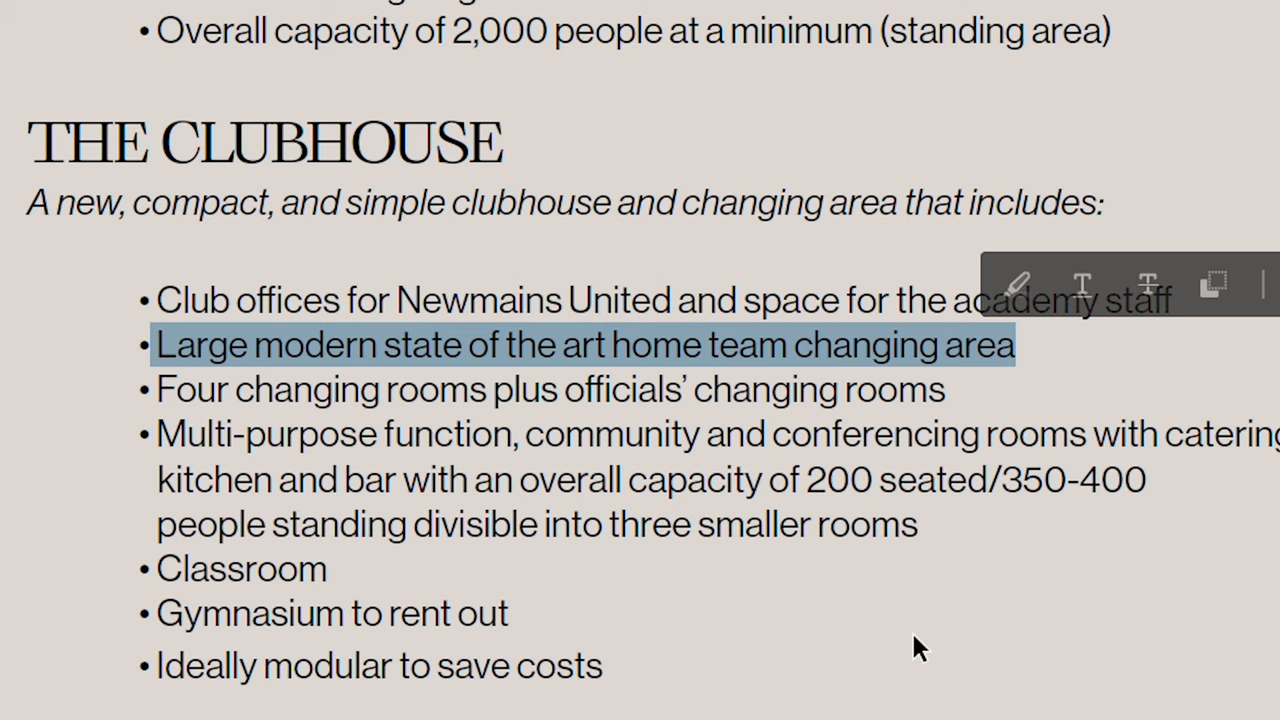 • Overall capacity of 2,000 people at a minimum (standing area)
THE CLUBHOUSE
A new, compact, and simple clubhouse and changing area that includes:
• Club offices for Newmains United and space for the academy staff
• Large modern state of the art home team changing area
• Four changing rooms plus officials’ changing rooms
• Multi-purpose function, community and conferencing rooms with catering
kitchen and bar with an overall capacity of 200 seated/350-400
people standing divisible into three smaller rooms
• Classroom
• Gymnasium to rent out
• Ideally modular to save costs